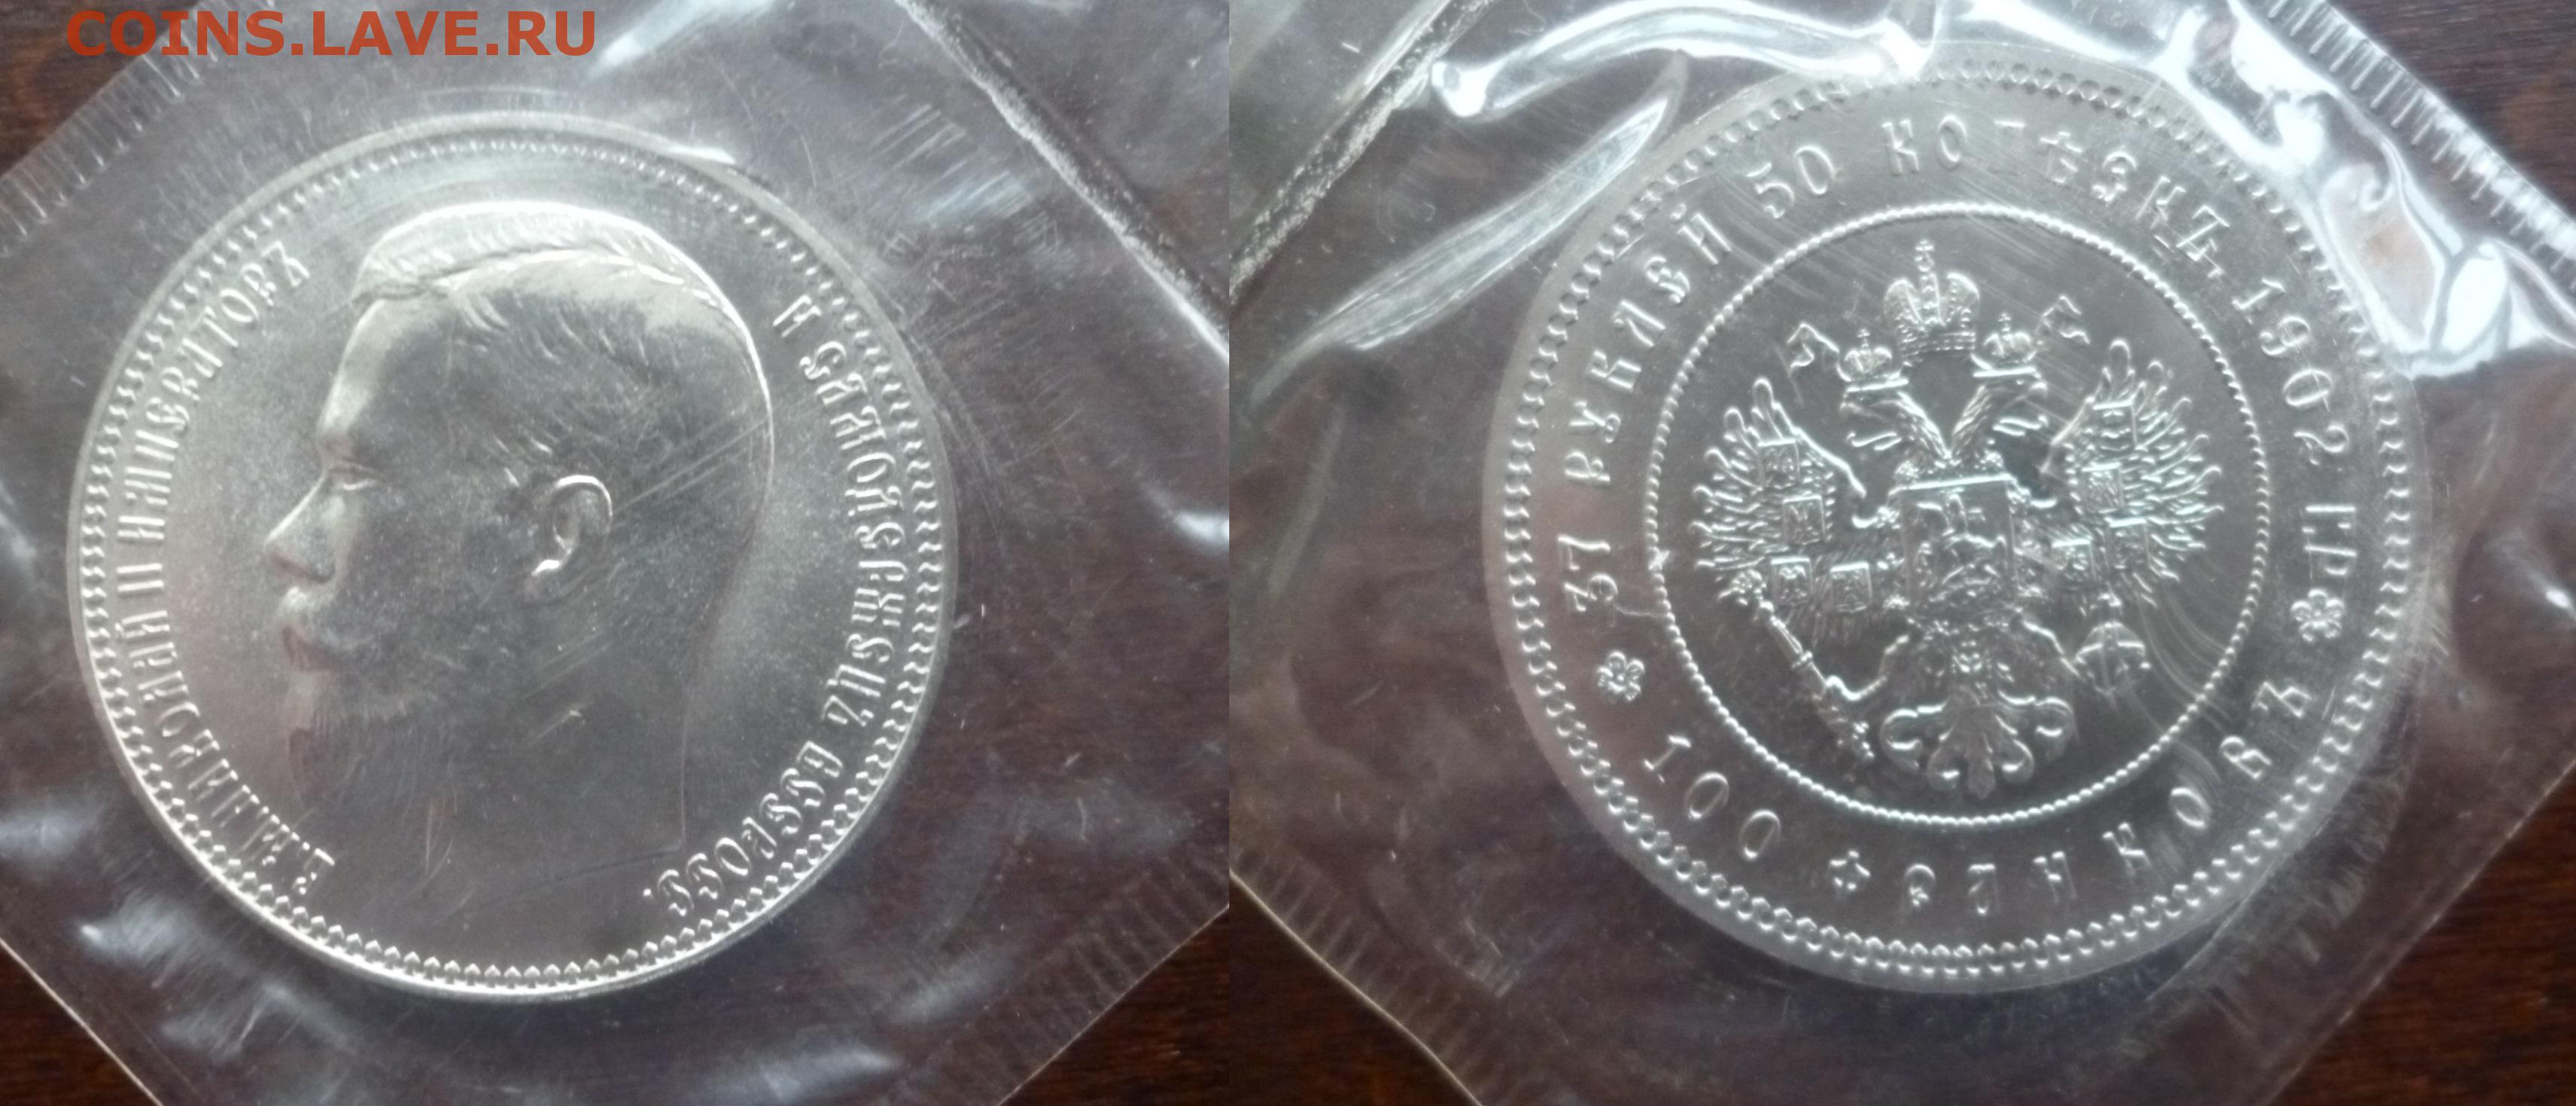 COINS.LAVE.RU
Б.М.НИКОЛАЙ II ИМПЕРАТОРЪ И САМОДЕРЖЕЦЪ ВСЕРОСС.
37 РУБЛЕЙ 50 КОПѢЕКЪ. 1902 Г.
100 ФРАНКОВЪ